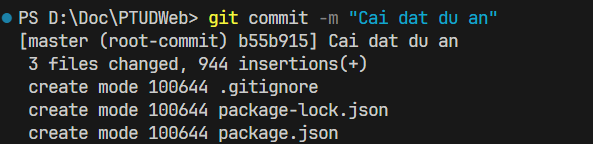 PS D:\Doc\PTUDWeb> git commit -m "Cai dat du an"
[master (root-commit) b55b915] Cai dat du an
 3 files changed, 944 insertions(+)
 create mode 100644 .gitignore
 create mode 100644 package-lock.json
 create mode 100644 package.json